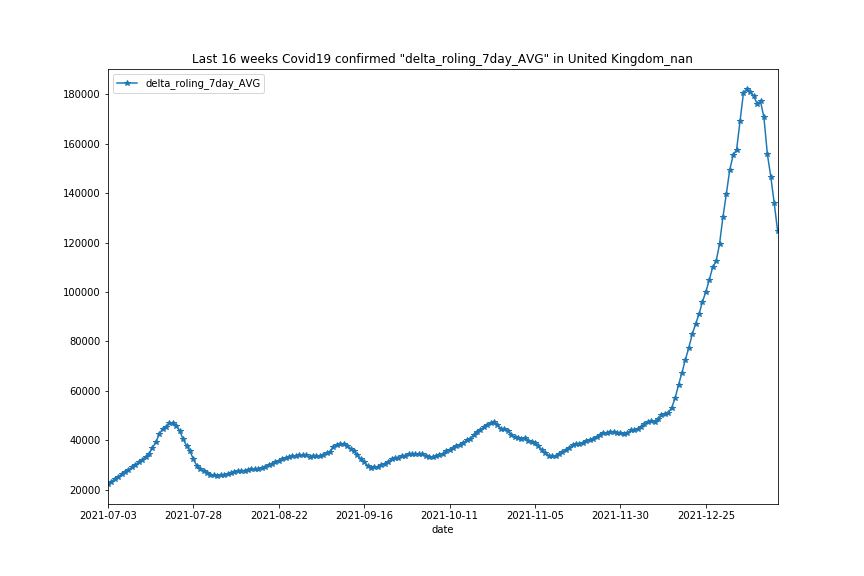 Last 16 weeks Covid19 confirmed "delta_roling_7day_AVG" in United Kingdom_nan
delta_roling_7day_AVG
180000
160000
140000
120000
100000
80000
60000
40000
20000
2021-07-03 2021-07-28 2021-08-22 2021-09-16 2021-10-11 2021-11-05 2021-11-30 2021-12-25
date